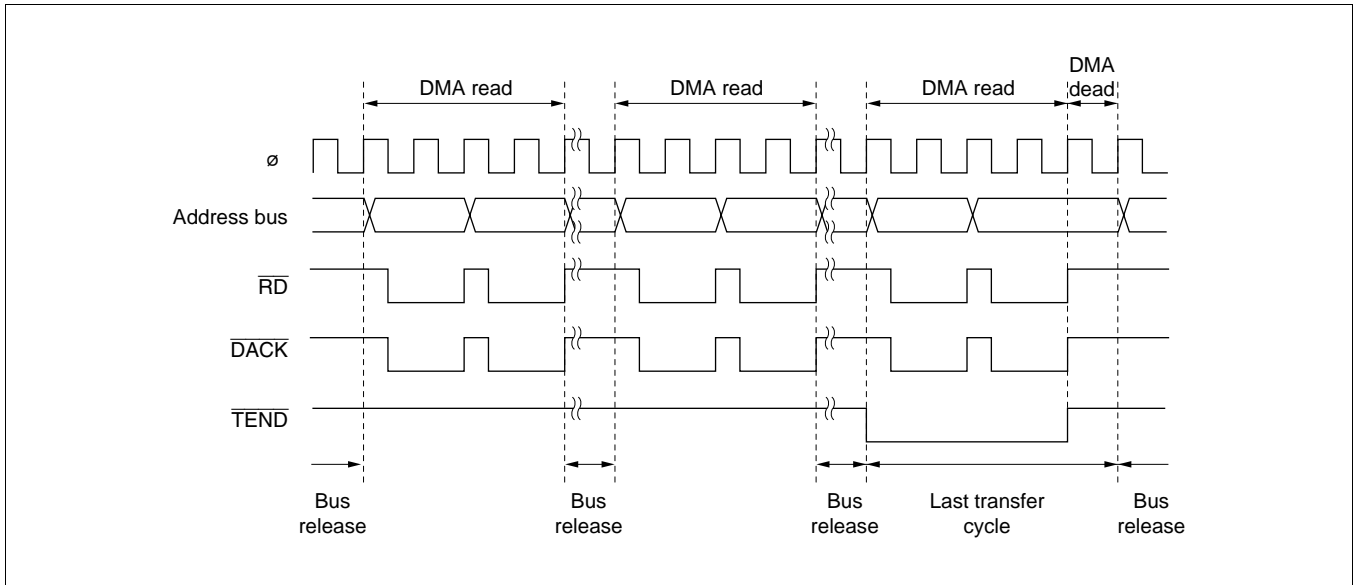 DMA read
DMA read
DMA read
DMA
dead
ø
Address bus
RD
DACK
TEND
Bus
release
Bus
release
Bus
release
Last transfer
cycle
Bus
release